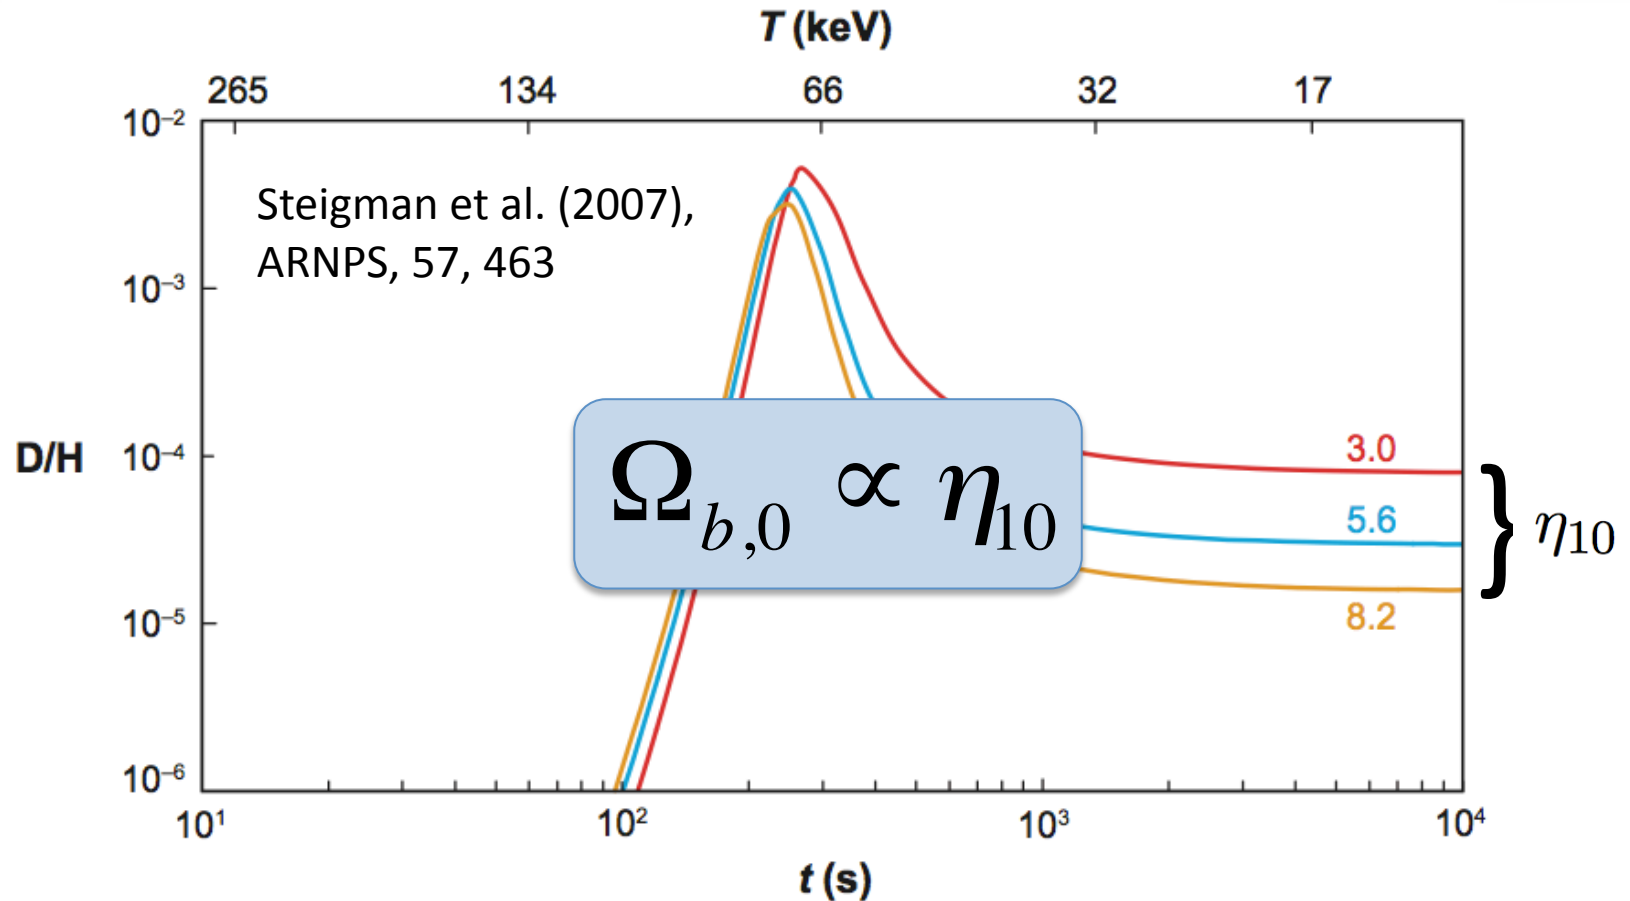 T (keV)
265 134 66 32 17
10⁻²
Steigman et al. (2007),
ARNPS, 57, 463
10⁻³
D/H
10⁻⁴
3.0
Ω_{b,0} ∝ η₁₀
5.6
} η₁₀
8.2
10⁻⁵
10⁻⁶
10¹ 10² 10³ 10⁴
t (s)